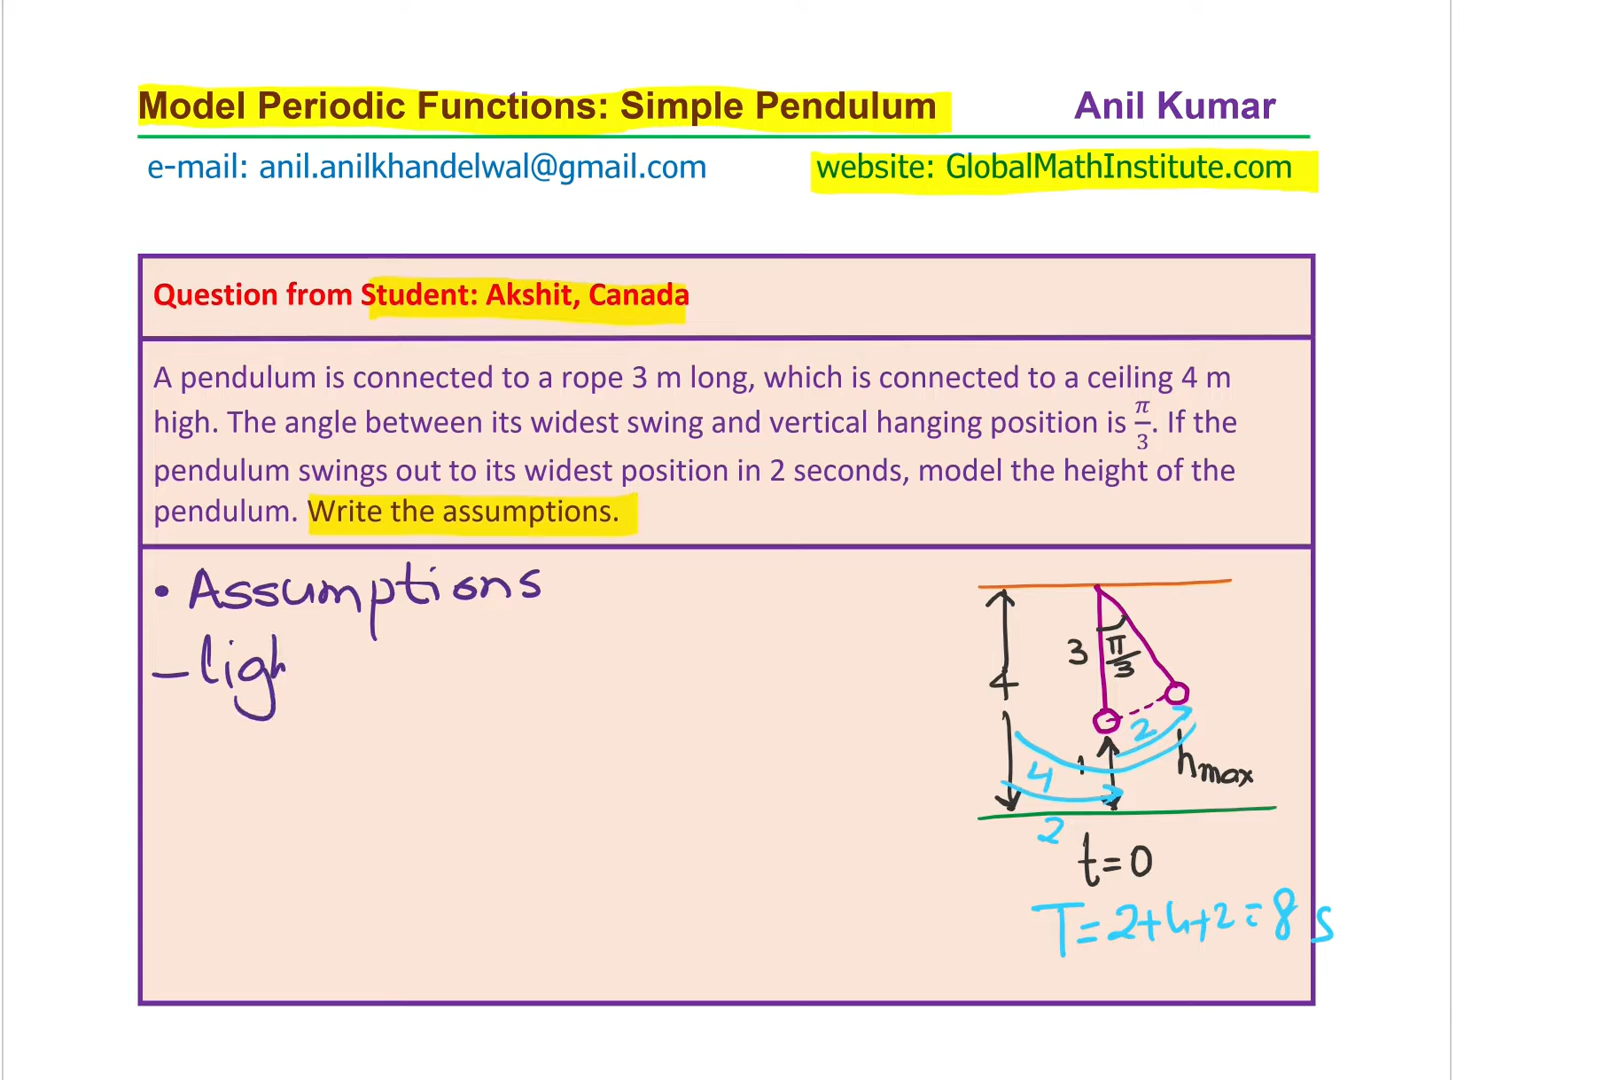 Model Periodic Functions: Simple Pendulum Anil Kumar
e-mail: anil.anilkhandelwal@gmail.com website: GlobalMathInstitute.com
Question from Student: Akshit, Canada
A pendulum is connected to a rope 3 m long, which is connected to a ceiling 4 m
high. The angle between its widest swing and vertical hanging position is π/3. If the
pendulum swings out to its widest position in 2 seconds, model the height of the
pendulum. Write the assumptions.
• Assumptions
– ligh
3 π/3
4
2
1 hmax
4
2
t=0
T=2+4+2=8 s